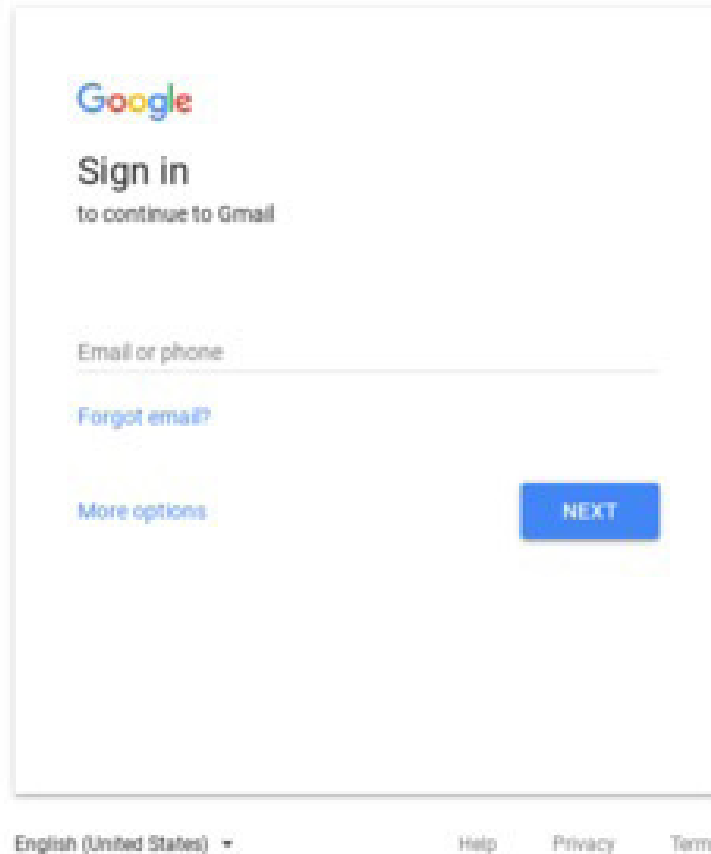 Google
Sign in
to continue to Gmail
Email or phone
Forgot email?
More options NEXT
English (United States) Help Privacy Term